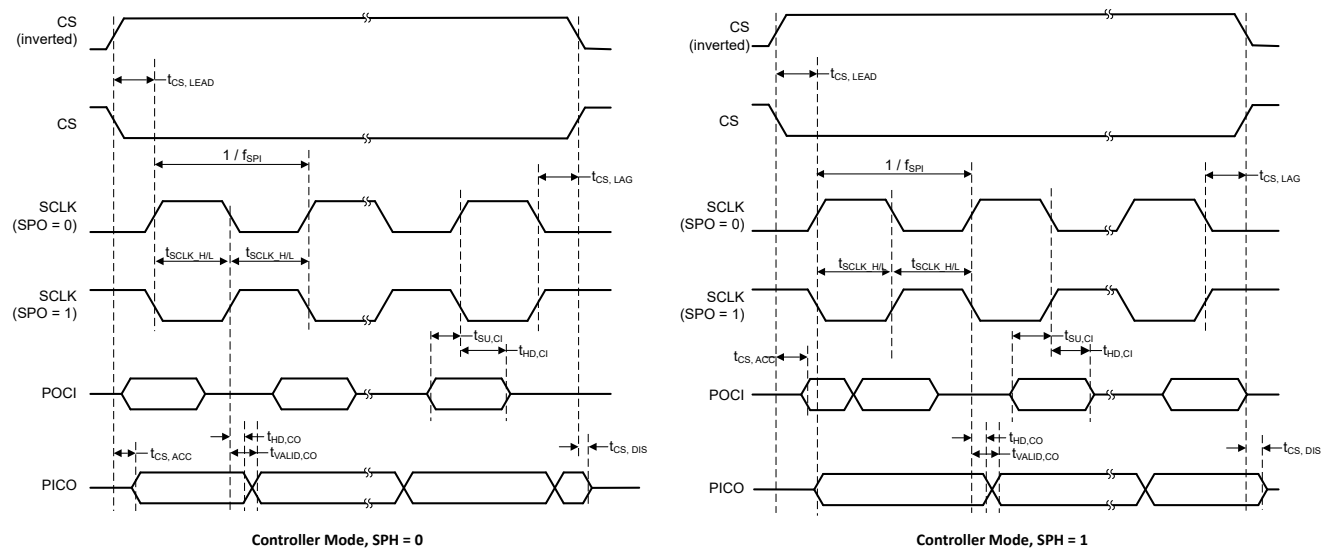 CS
(inverted)
tCS, LEAD
CS
1 / fSPI
tCS, LAG
SCLK
(SPO = 0)
tSCLK_H/L
tSCLK_H/L
SCLK
(SPO = 1)
tSU,CI
tHD,CI
POCI
tHD,CO
tVALID,CO
tCS, ACC
tCS, DIS
PICO
Controller Mode, SPH = 0
CS
(inverted)
tCS, LEAD
CS
1 / fSPI
tCS, LAG
SCLK
(SPO = 0)
tSCLK_H/L
tSCLK_H/L
SCLK
(SPO = 1)
tSU,CI
tHD,CI
tCS, ACC
POCI
tHD,CO
tVALID,CO
tCS, DIS
PICO
Controller Mode, SPH = 1